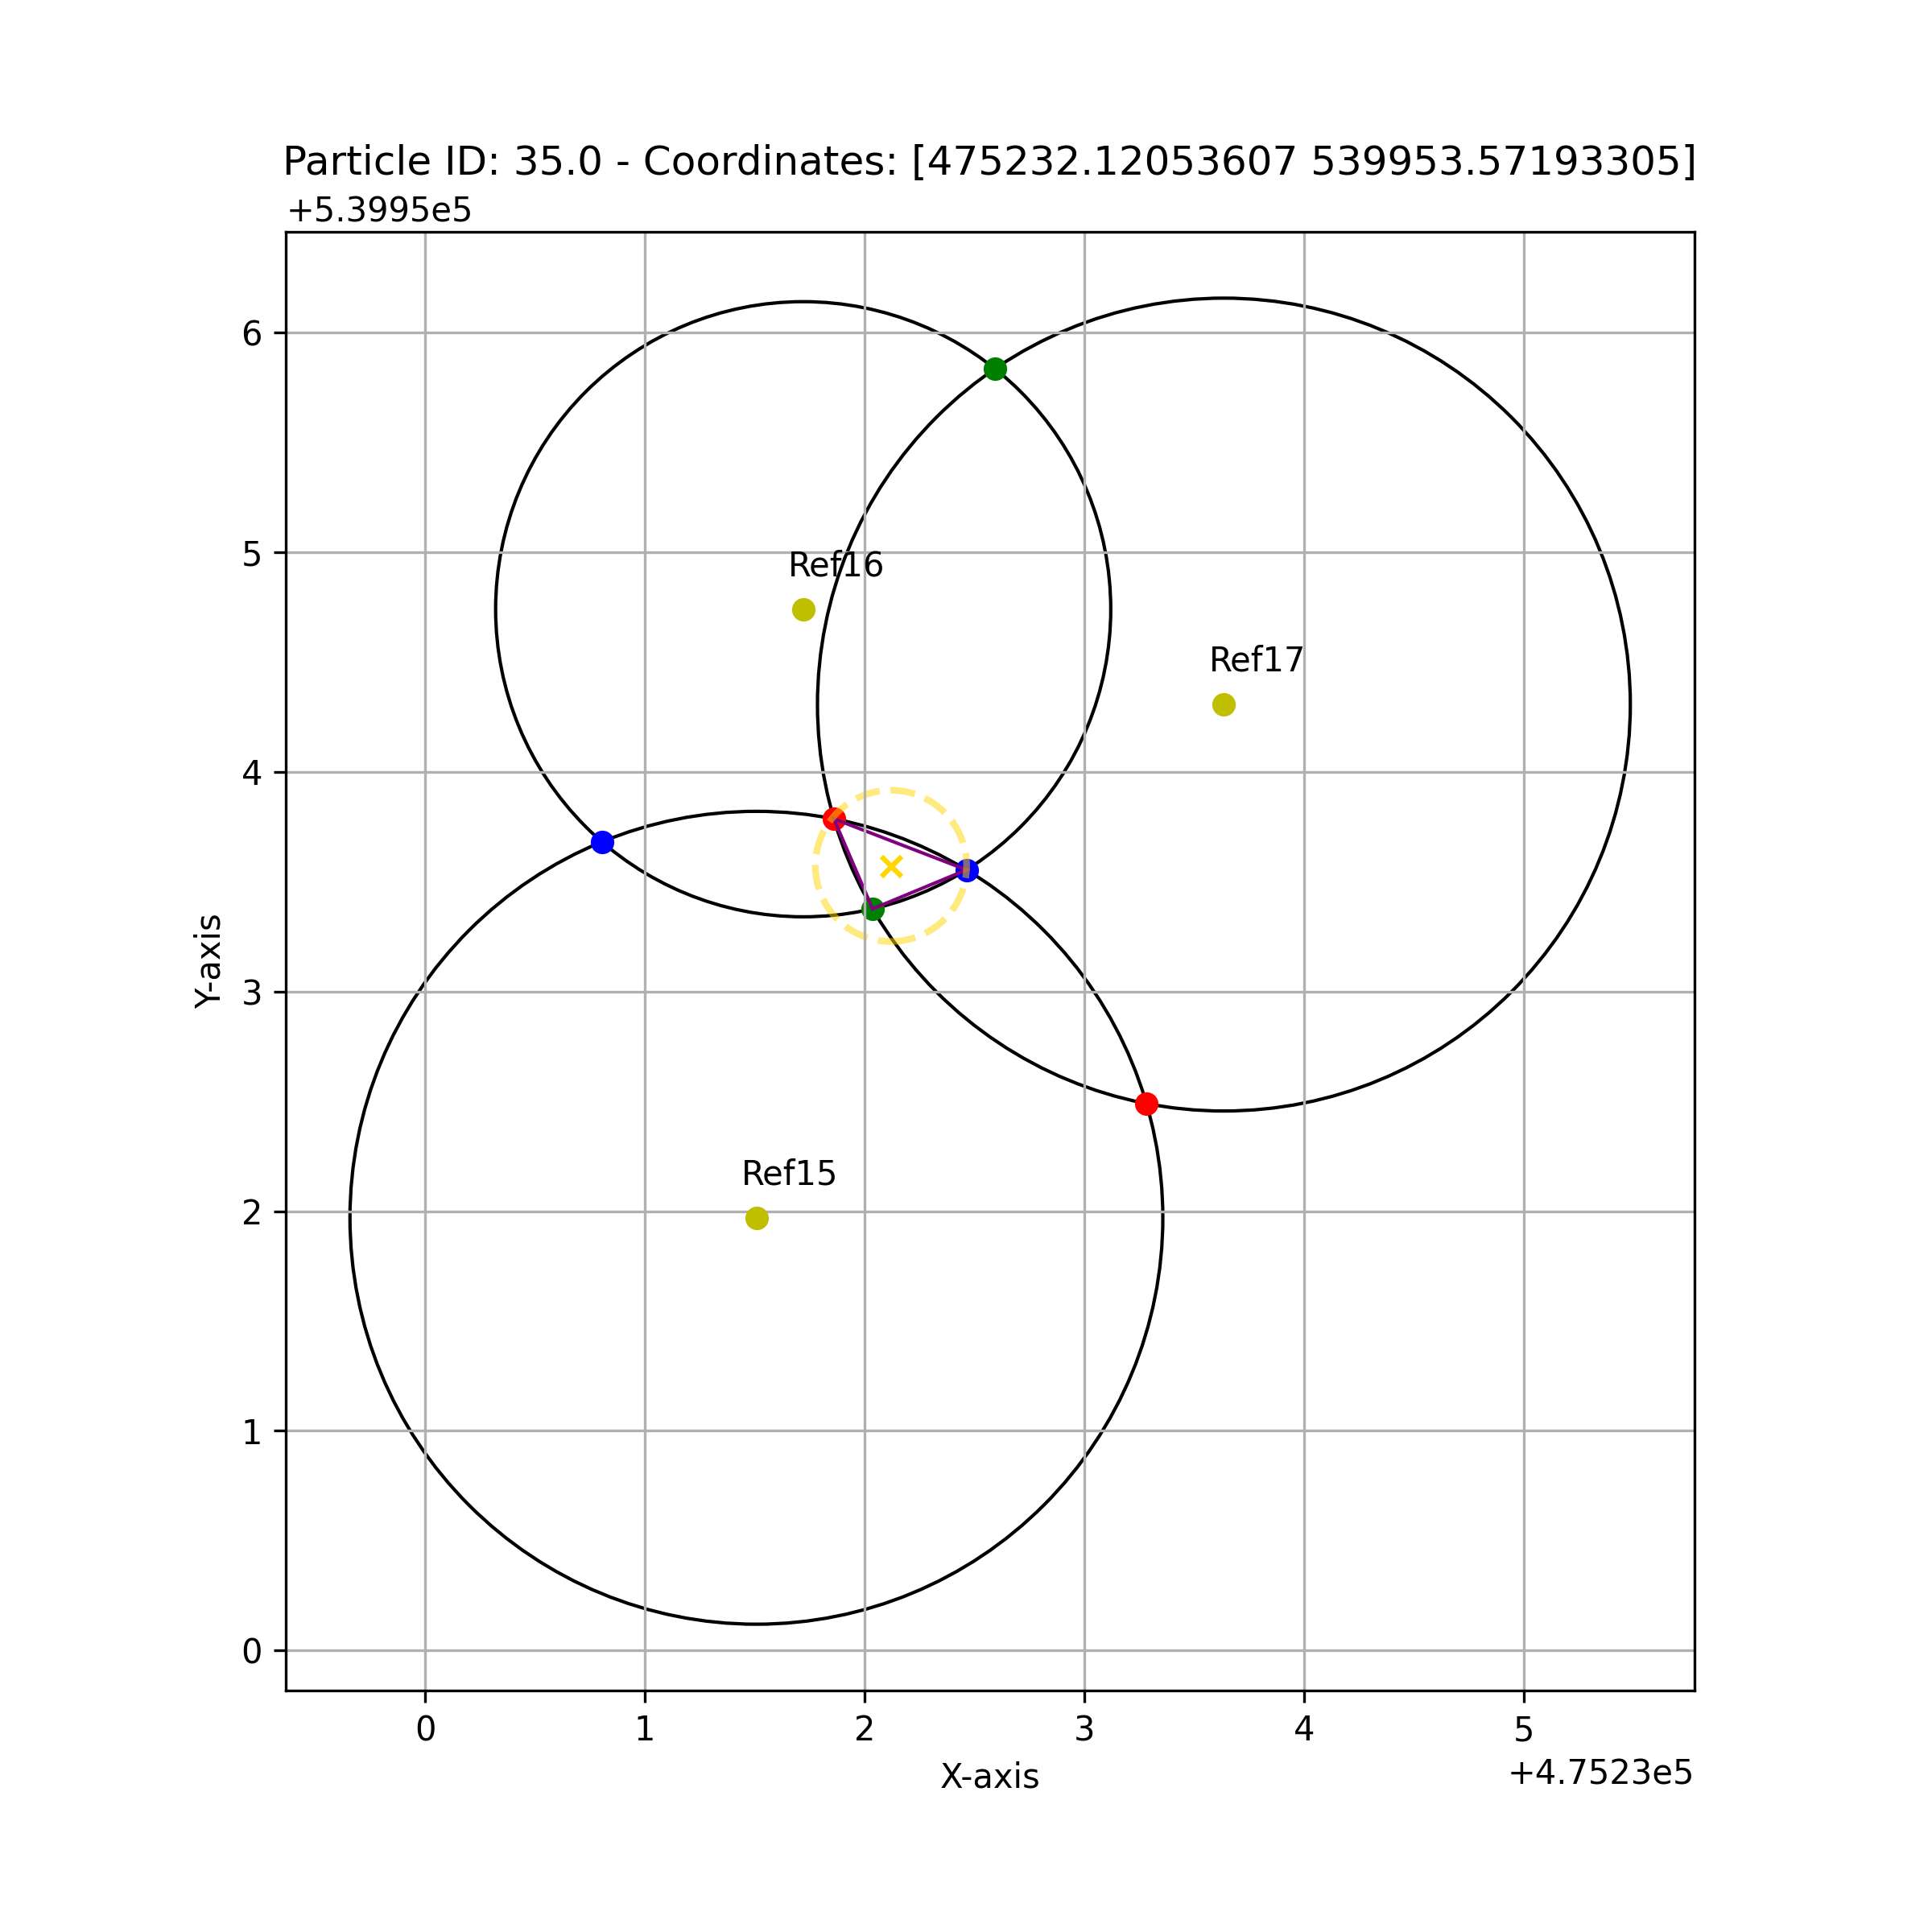 Particle ID: 35.0 - Coordinates: [475232.12053607 539953.57193305]
+5.3995e5
6
5
4
3
2
1
0
Y-axis
Ref16
Ref17
Ref15
0 1 2 3 4 5
X-axis
+4.7523e5